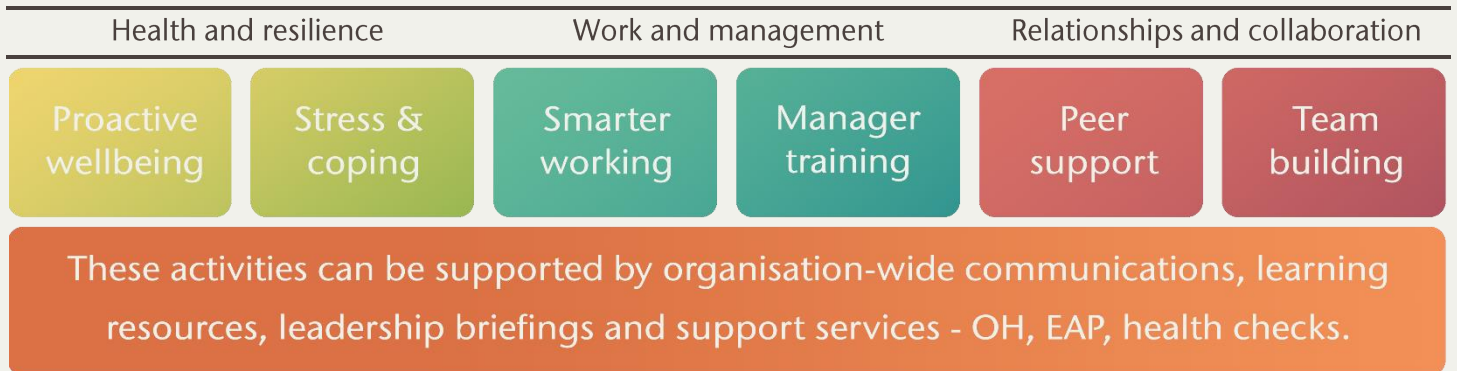 Health and resilience
Work and management
Relationships and collaboration
Proactive
wellbeing
Stress &
coping
Smarter
working
Manager
training
Peer
support
Team
building
These activities can be supported by organisation-wide communications, learning
resources, leadership briefings and support services - OH, EAP, health checks.